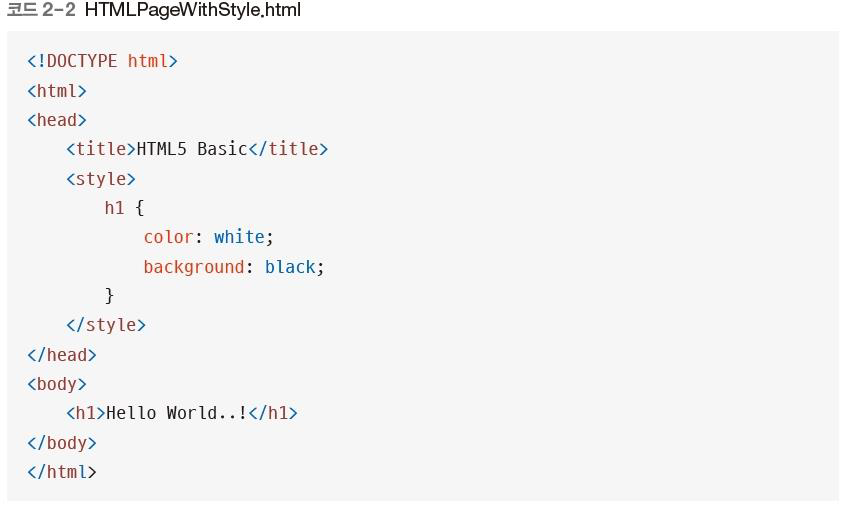 코드 2-2 HTMLPageWithStyle.html
<!DOCTYPE html>
<html>
<head>
    <title>HTML5 Basic</title>
    <style>
        h1 {
            color: white;
            background: black;
        }
    </style>
</head>
<body>
    <h1>Hello World..!</h1>
</body>
</html>